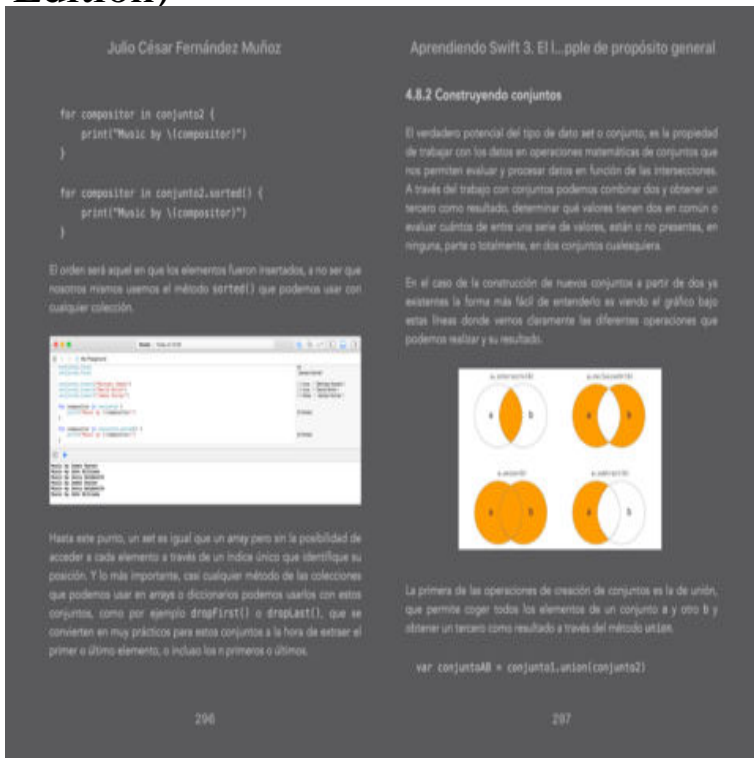 Edition)
Julio César Fernández Muñoz
for compositor in conjunto2 {
print("Music by \(compositor)")
}
for compositor in conjunto2.sorted() {
print("Music by \(compositor)")
}
El orden será aquel en que los elementos fueron insertados, a no ser que
nosotros mismos usemos el método sorted() que podemos usar con
cualquier colección.
Hasta este punto, un set es igual que un array pero sin la posibilidad de
acceder a cada elemento a través de un índice único que identifique su
posición. Y lo más importante, casi cualquier método de las colecciones
que podemos usar en arrays o diccionarios podemos usarlos con estos
conjuntos, como por ejemplo dropFirst() o dropLast(), que se
convierten en muy prácticos para estos conjuntos a la hora de extraer el
primer o último elemento, o incluso los n primeros o últimos.
296
Aprendiendo Swift 3. El l...pple de propósito general
4.8.2 Construyendo conjuntos
El verdadero potencial del tipo de dato set o conjunto, es la propiedad
de trabajar con los datos en operaciones matemáticas de conjuntos que
nos permiten evaluar y procesar datos en función de las intersecciones.
A través del trabajo con conjuntos podemos combinar dos y obtener un
tercero como resultado, determinar qué valores tienen dos en común o
evaluar cuántos de entre una serie de valores, están o no presentes, en
ninguna, parte o totalmente, en dos conjuntos cualesquiera.
En el caso de la construcción de nuevos conjuntos a partir de dos ya
existentes la forma más fácil de entenderlo es viendo el gráfico bajo
estas líneas donde vemos claramente las diferentes operaciones que
podemos realizar y su resultado.
a b
a b
a b
a b
La primera de las operaciones de creación de conjuntos es la de unión,
que permite coger todos los elementos de un conjunto a y otro b y
obtener un tercero como resultado a través del método union.
var conjuntoAB = conjunto1.union(conjunto2)
297